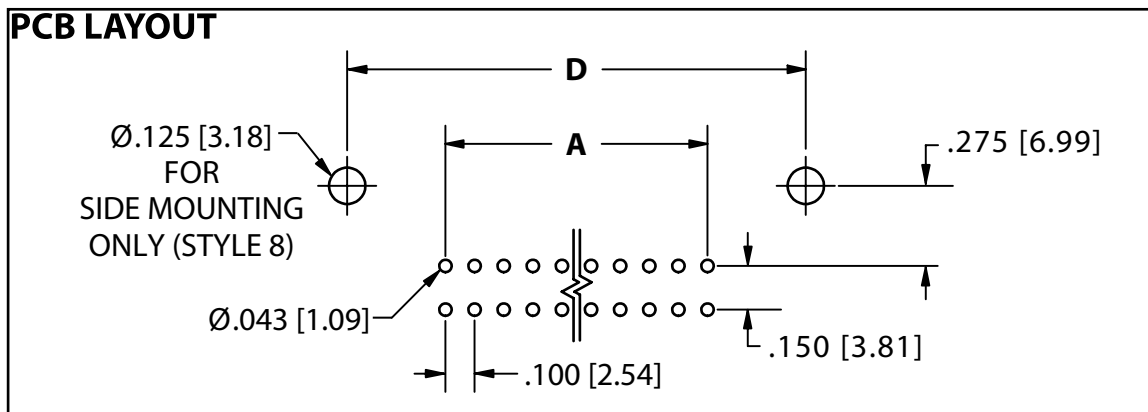 PCB LAYOUT
D
Ø.125 [3.18]
FOR
SIDE MOUNTING
ONLY (STYLE 8)
A
.275 [6.99]
Ø.043 [1.09]
.150 [3.81]
.100 [2.54]